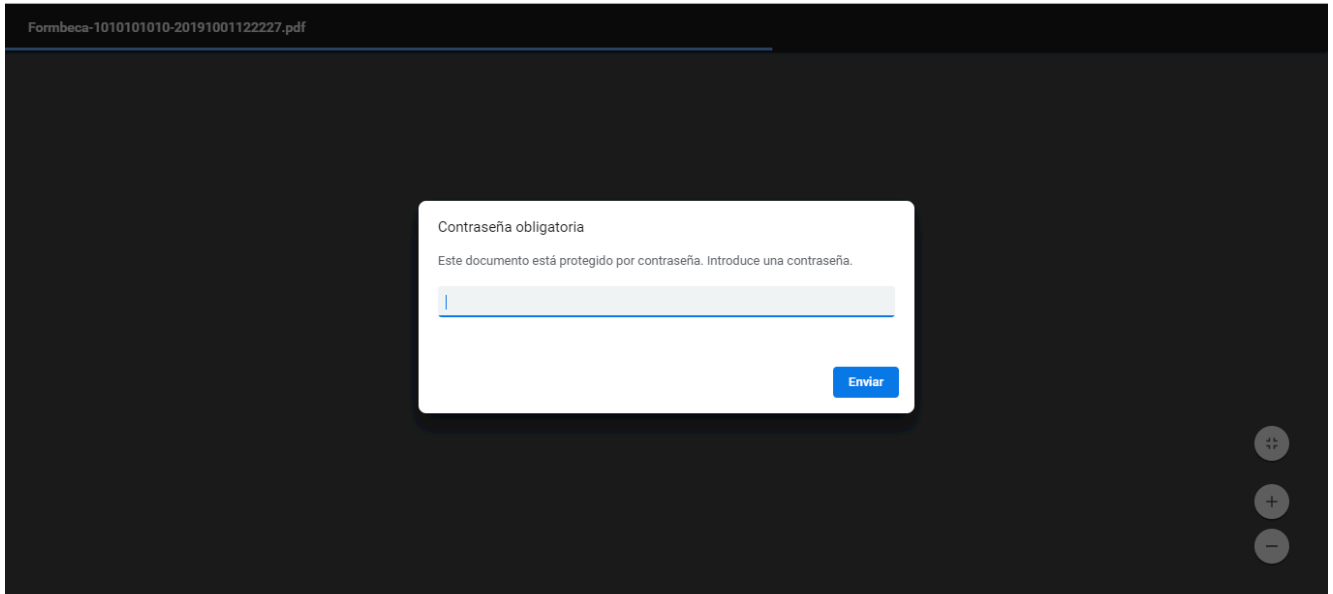 Formbeca-1010101010-20191001122227.pdf
Contraseña obligatoria
Este documento está protegido por contraseña. Introduce una contraseña.
Enviar